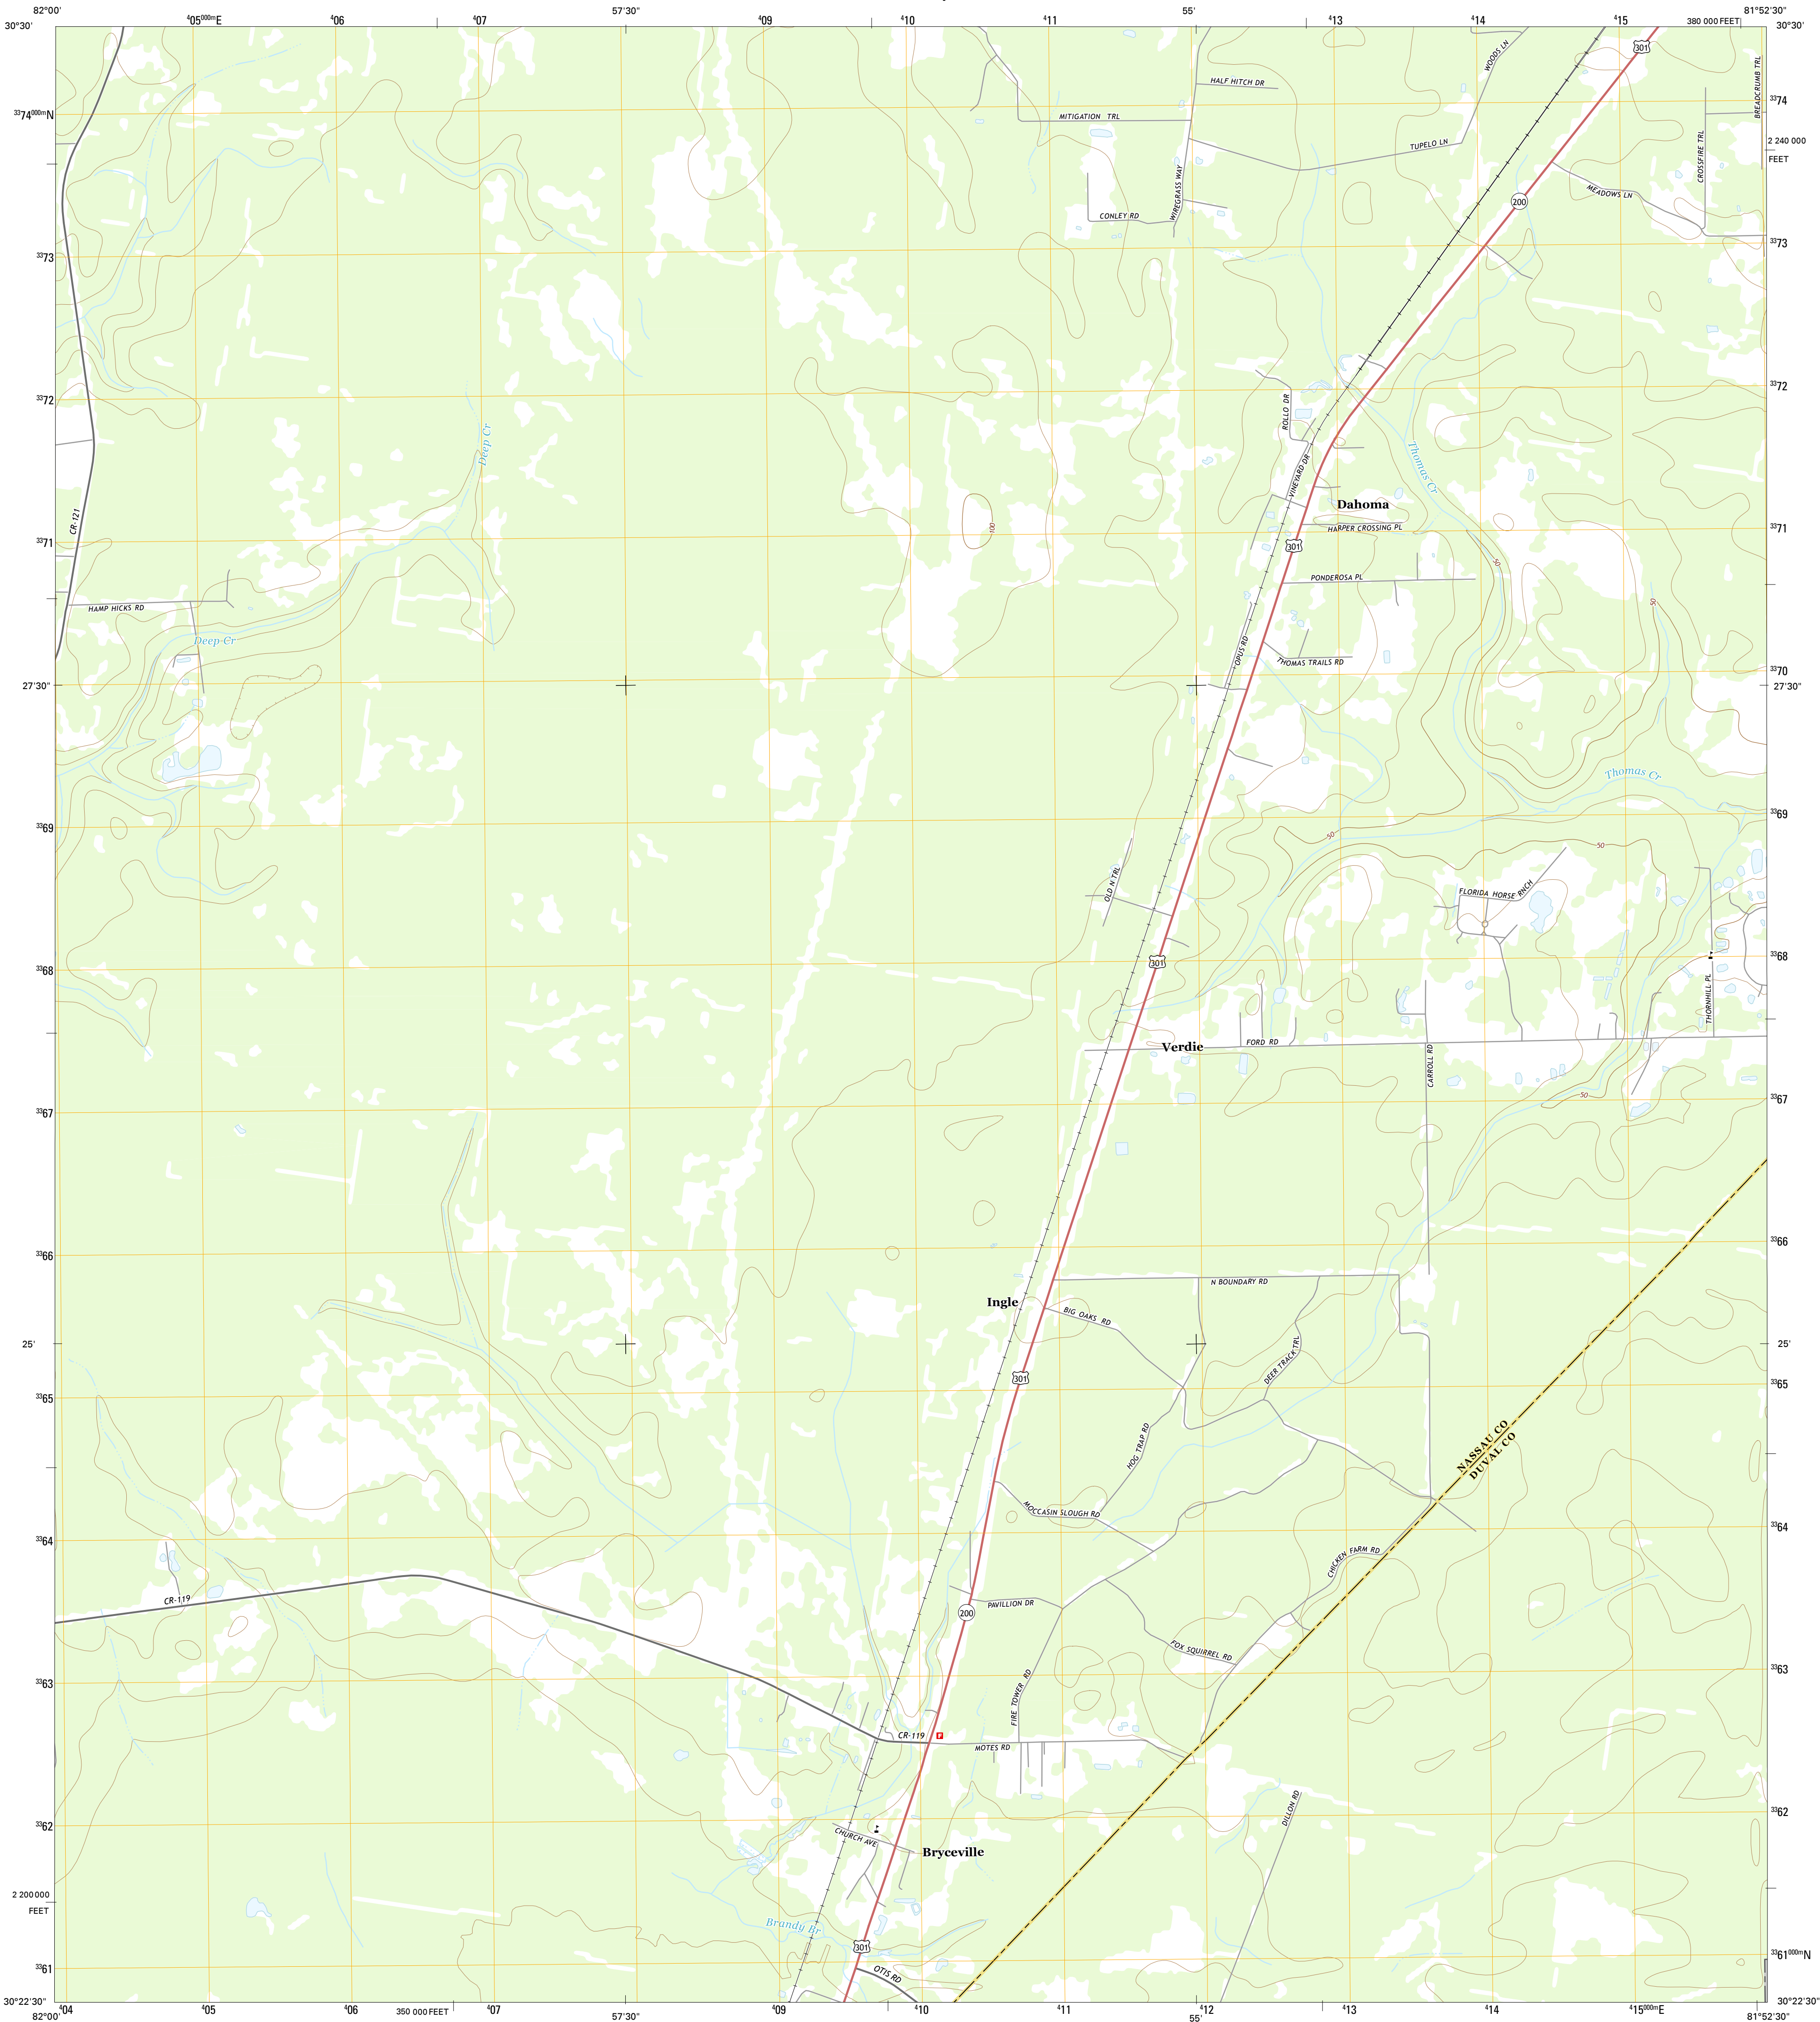 82°00'
⁴05⁰⁰⁰ᵐE
⁴06
⁴07
57'30"
⁴09
⁴10
⁴11
55'
⁴13
⁴14
⁴15
380 000 FEET
81°52'30"
30°30'
30°30'
301
WOODS LN
HALF HITCH DR
BREADCRUMB TRL
³³74⁰⁰⁰ᵐN
MITIGATION TRL
³³74
TUPELO LN
2 240 000
FEET
CROSSFIRE TRL
WIREGRASS WAY
MEADOWS LN
200
CONLEY RD
³³73
³³73
³³72
³³72
ROLLO DR
Deep Cr
Thomas Cr
VINEYARD DR
Dahoma
CR-121
100
HARPER CROSSING PL
³³71
301
³³71
50
PONDEROSA PL
50
HAMP HICKS RD
Deep Cr
OPUS RD
THOMAS TRAILS RD
³³70
27'30"
27'30"
Thomas Cr
³³69
³³69
50
50
OLD N TRL
FLORIDA HORSE RNCH
³³68
301
³³68
THORNHILL PL
Verdie
FORD RD
CARROLL RD
50
³³67
³³67
³³66
³³66
N BOUNDARY RD
Ingle
BIG OAKS RD
25'
25'
DEER TRACK TRL
301
³³65
³³65
HOG TRAP RD
NASSAU CO
DUVAL CO
MOCCASIN SLOUGH RD
³³64
³³64
CHICKEN FARM RD
CR-119
PAVILLION DR
200
FOX SQUIRREL RD
³³63
³³63
FIRE TOWER RD
CR-119
F
MOTES RD
DILLON RD
³³62
³³62
CHURCH AVE
Bryceville
2 200 000
FEET
Brandy Br
301
³³61
³³61⁰⁰⁰ᵐN
OTIS RD
30°22'30"
30°22'30"
⁴04
⁴05
⁴06
350 000 FEET
⁴07
57'30"
⁴09
⁴10
⁴11
55'
⁴12
⁴13
⁴14
⁴15⁰⁰⁰ᵐE
82°00'
81°52'30"